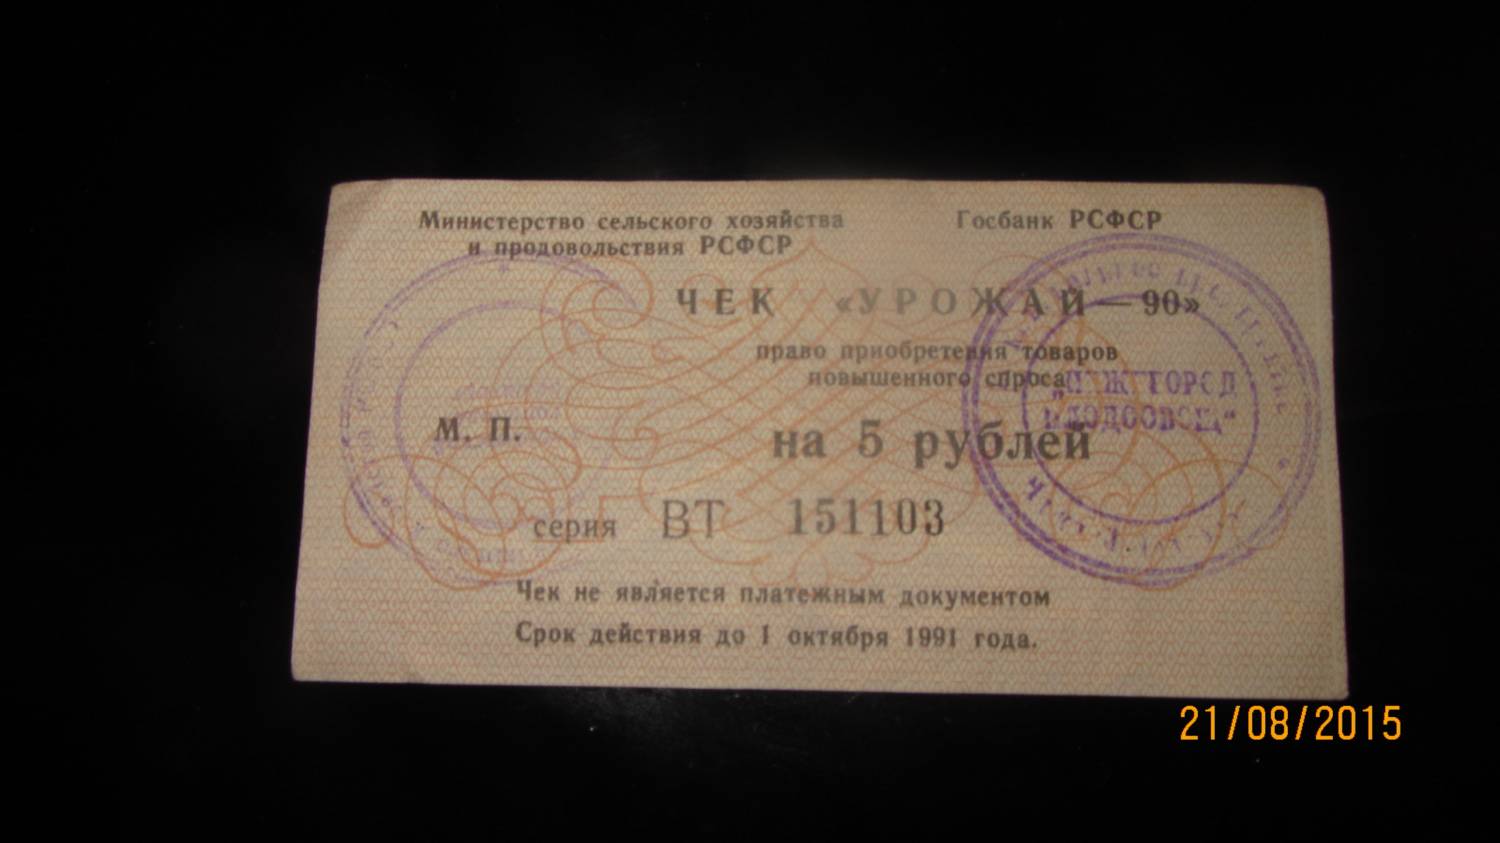 Министерство сельского хозяйства
и продовольствия РСФСР
Госбанк РСФСР
ЧЕК «УРОЖАЙ—90»
право приобретения товаров
повышенного спроса
М. П.
на 5 рублей
серия ВТ 151103
Чек не является платежным документом
Срок действия до 1 октября 1991 года.
21/08/2015